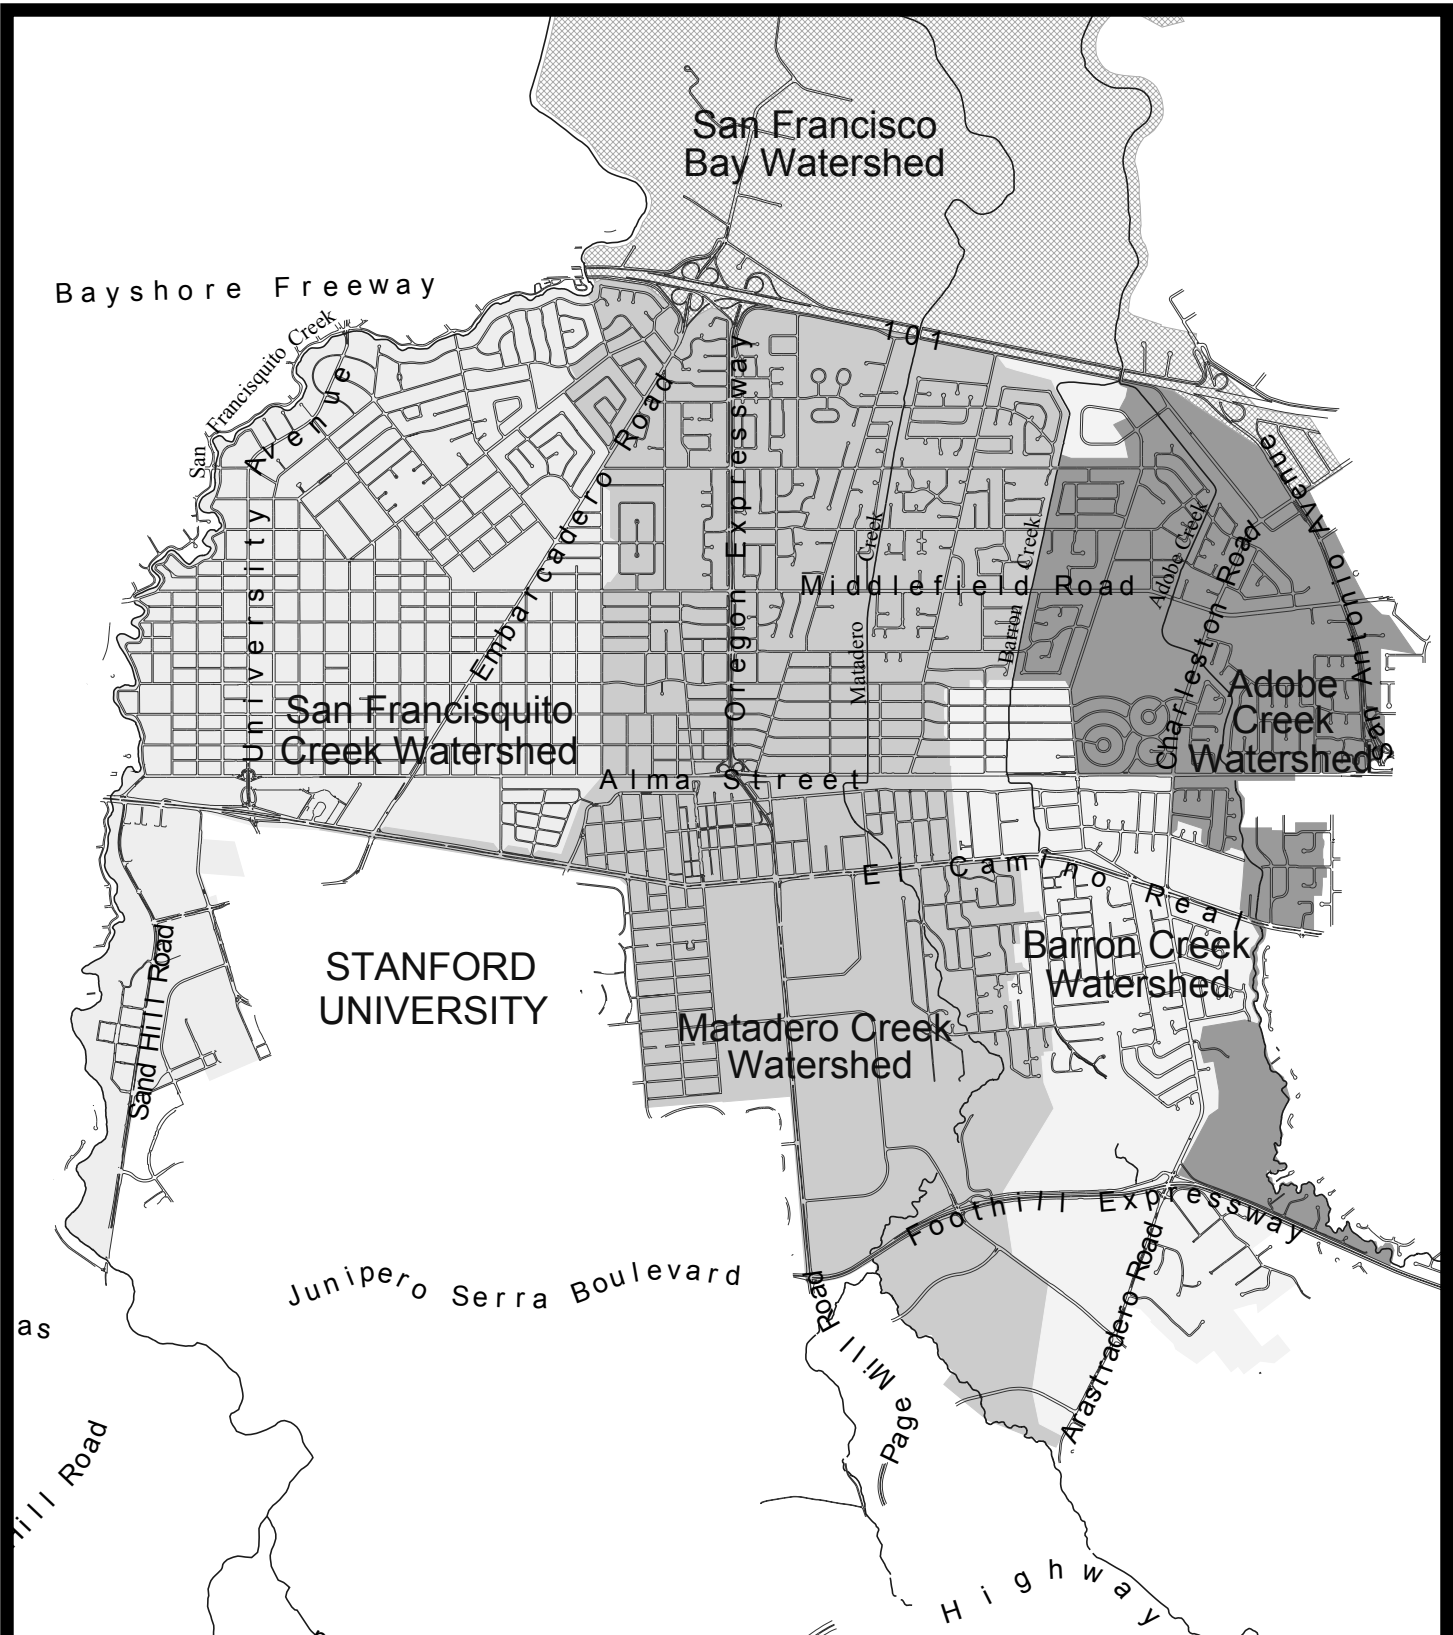 San Francisco
Bay Watershed
Bayshore Freeway
San Francisquito Creek
101
University Avenue
Embarcadero Road
Oregon Expressway
Matadero Creek
Barron Creek
Adobe Creek
Charleston Road
San Antonio Avenue
Middlefield Road
San Francisquito
Creek Watershed
Adobe
Creek
Watershed
Alma Street
El Camino Real
Sand Hill Road
STANFORD
UNIVERSITY
Barron Creek
Watershed
Matadero Creek
Watershed
Foothill Expressway
Junipero Serra Boulevard
Arastradero Road
Page Mill Road
as
ill Road
Highway